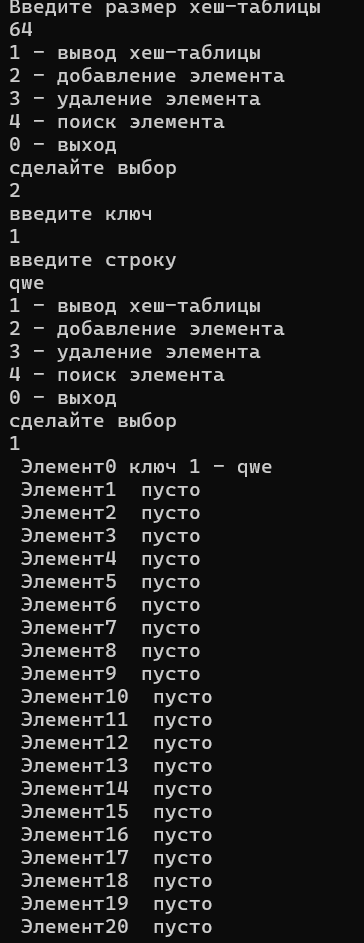 Введите размер хеш-таблицы
64
1 - вывод хеш-таблицы
2 - добавление элемента
3 - удаление элемента
4 - поиск элемента
0 - выход
сделайте выбор
2
введите ключ
1
введите строку
qwe
1 - вывод хеш-таблицы
2 - добавление элемента
3 - удаление элемента
4 - поиск элемента
0 - выход
сделайте выбор
1
Элемент0 ключ 1 - qwe
Элемент1  пусто
Элемент2  пусто
Элемент3  пусто
Элемент4  пусто
Элемент5  пусто
Элемент6  пусто
Элемент7  пусто
Элемент8  пусто
Элемент9  пусто
Элемент10  пусто
Элемент11  пусто
Элемент12  пусто
Элемент13  пусто
Элемент14  пусто
Элемент15  пусто
Элемент16  пусто
Элемент17  пусто
Элемент18  пусто
Элемент19  пусто
Элемент20  пусто